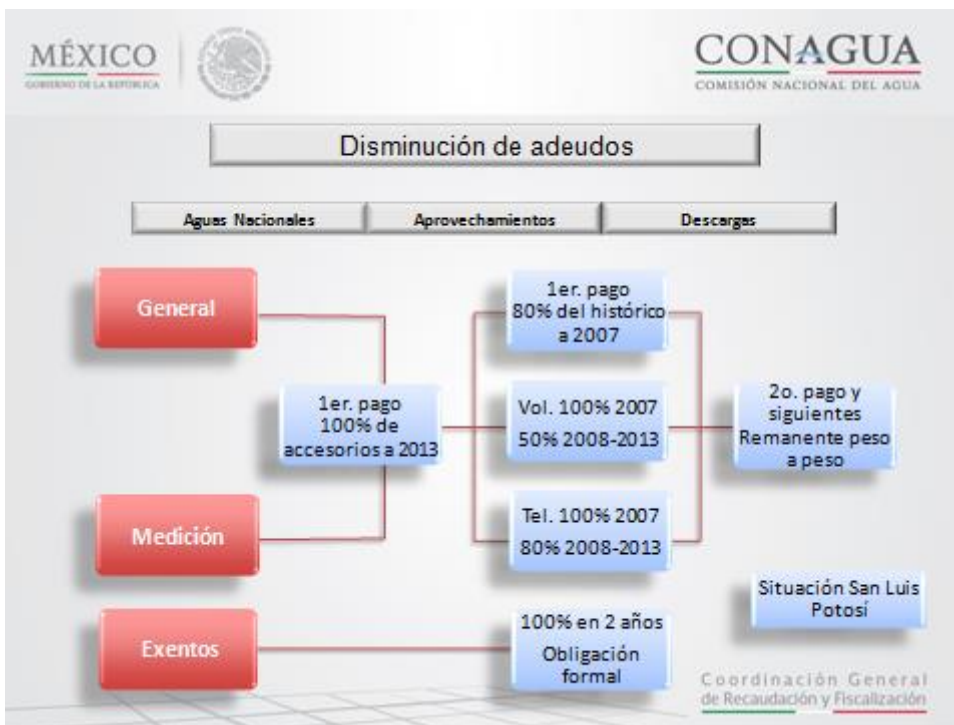 MÉXICO
GOBIERNO DE LA REPÚBLICA
CONAGUA
COMISIÓN NACIONAL DEL AGUA
Disminución de adeudos
Aguas Nacionales
Aprovechamientos
Descargas
General
1er. pago
80% del histórico
a 2007
1er. pago
100% de
accesorios a 2013
Vol. 100% 2007
50% 2008-2013
2o. pago y
siguientes
Remanente peso
a peso
Medición
Tel. 100% 2007
80% 2008-2013
Situación San Luis
Potosí
Exentos
100% en 2 años
Obligación
formal
Coordinación General
de Recaudación y Fiscalización